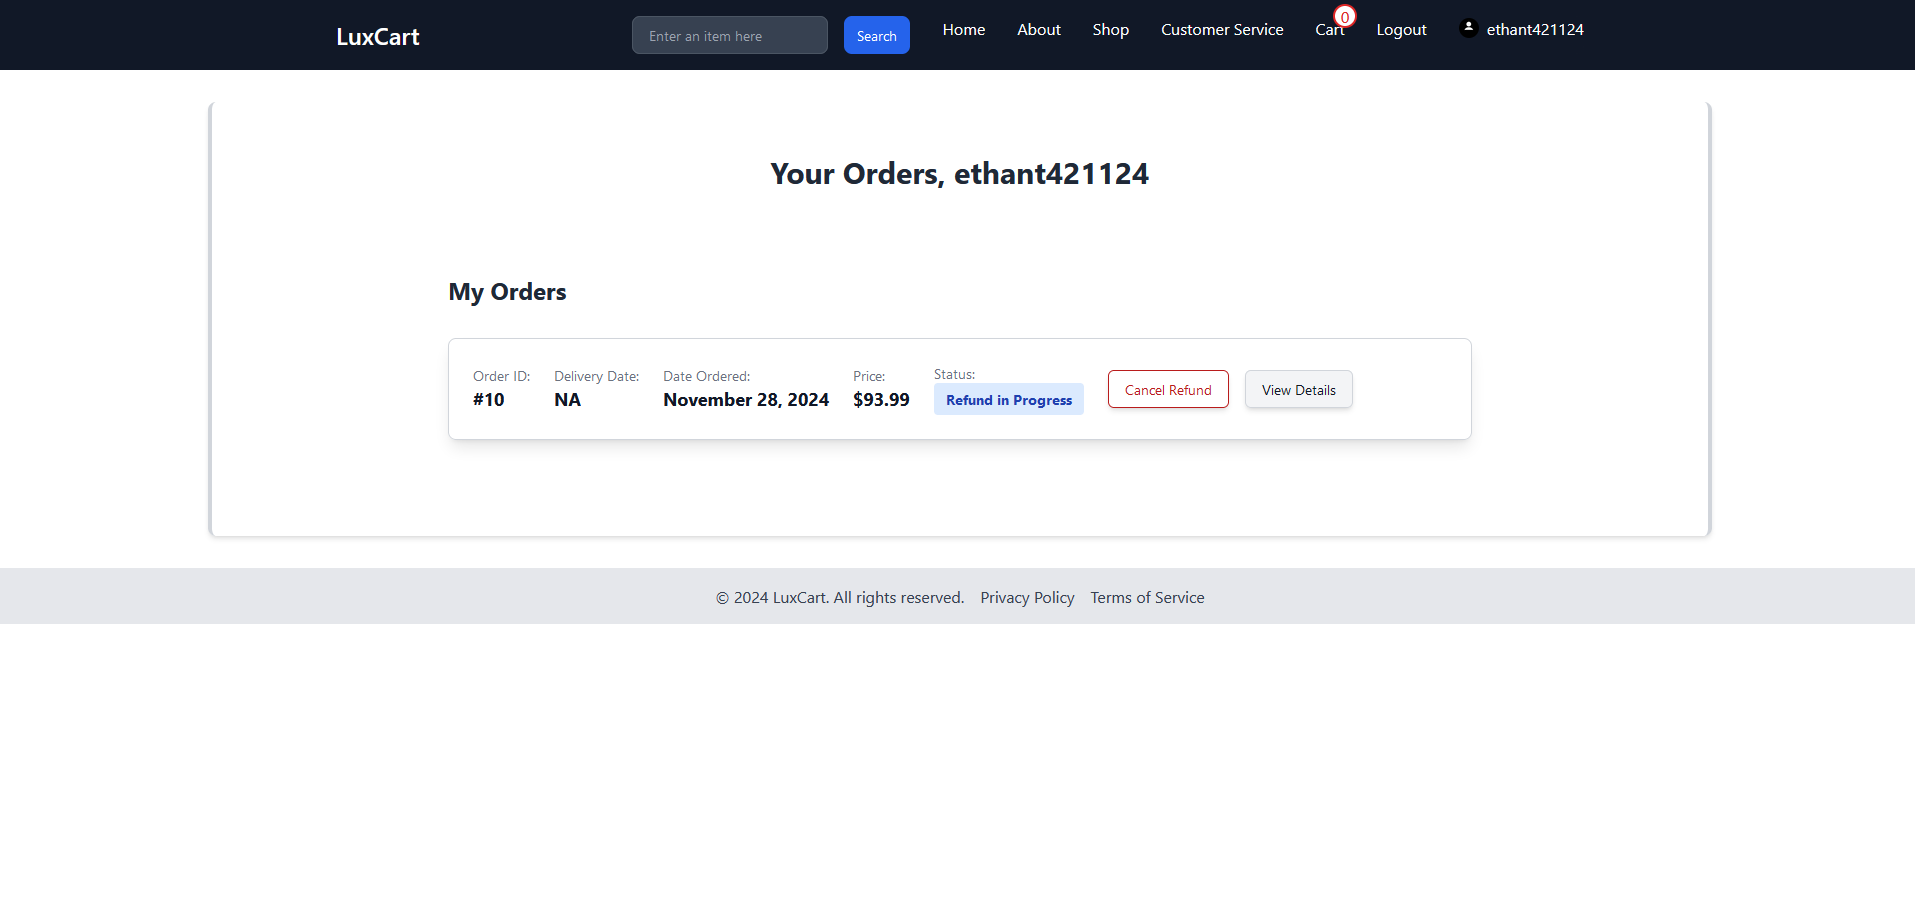 LuxCart
Enter an item here
Search
Home
About
Shop
Customer Service
Cart
0
Logout
ethant421124
Your Orders, ethant421124
My Orders
Order ID:
#10
Delivery Date:
NA
Date Ordered:
November 28, 2024
Price:
$93.99
Status:
Refund in Progress
Cancel Refund
View Details
© 2024 LuxCart. All rights reserved. Privacy Policy Terms of Service